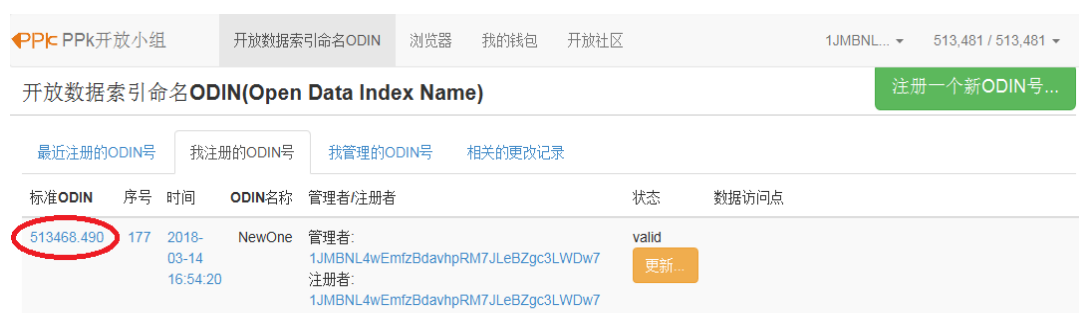 PPk PPk开放小组 开放数据索引命名ODIN 浏览器 我的钱包 开放社区 1JMBNL... 513,481 / 513,481
开放数据索引命名ODIN(Open Data Index Name) 注册一个新ODIN号...
最近注册的ODIN号 我注册的ODIN号 我管理的ODIN号 相关的更改记录
标准ODIN 序号 时间 ODIN名称 管理者/注册者 状态 数据访问点
513468.490 177 2018- NewOne 管理者: valid
03-14 1JMBNL4wEmfzBdavhpRM7JLeBZgc3LWDw7 更新...
16:54:20 注册者:
1JMBNL4wEmfzBdavhpRM7JLeBZgc3LWDw7